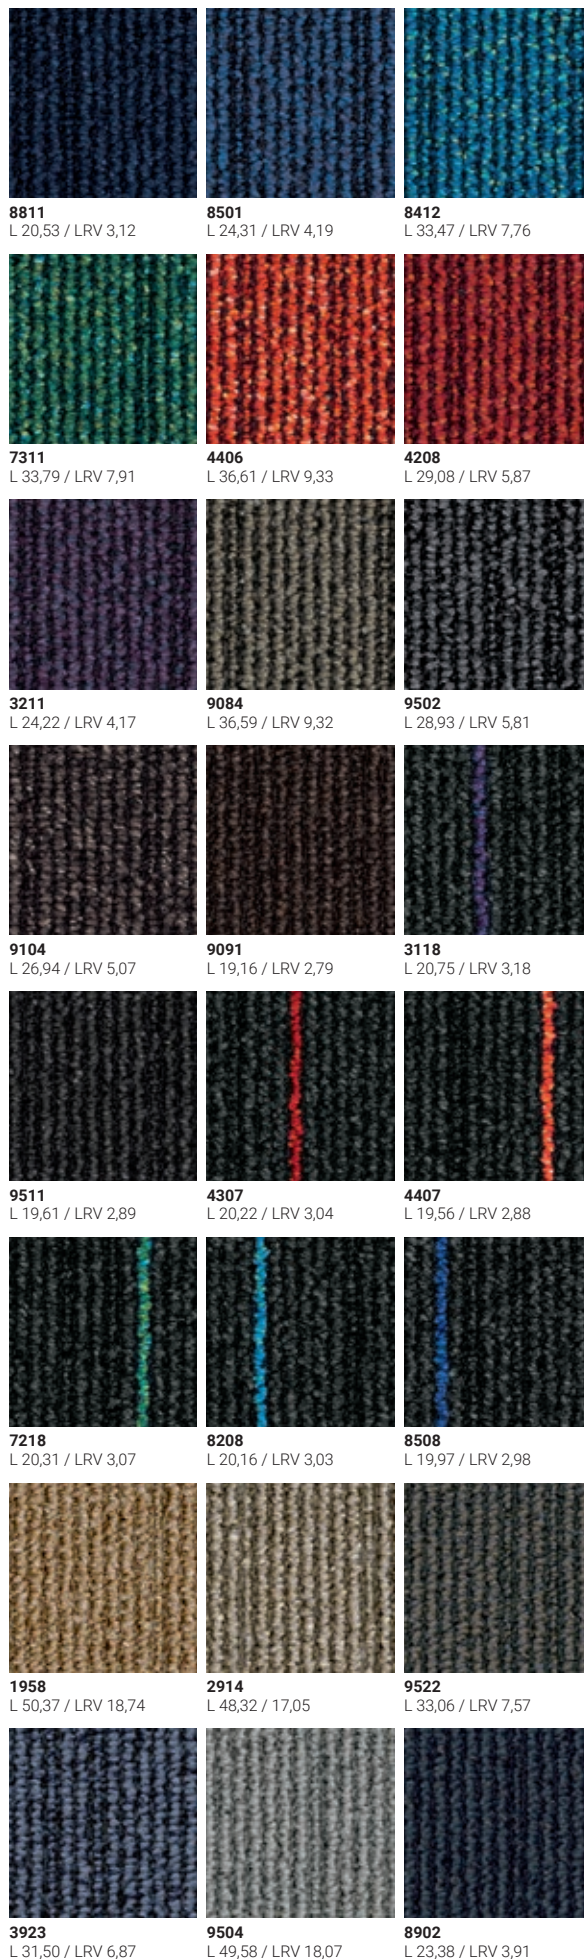 8811
L 20,53 / LRV 3,12
8501
L 24,31 / LRV 4,19
8412
L 33,47 / LRV 7,76
7311
L 33,79 / LRV 7,91
4406
L 36,61 / LRV 9,33
4208
L 29,08 / LRV 5,87
3211
L 24,22 / LRV 4,17
9084
L 36,59 / LRV 9,32
9502
L 28,93 / LRV 5,81
9104
L 26,94 / LRV 5,07
9091
L 19,16 / LRV 2,79
3118
L 20,75 / LRV 3,18
9511
L 19,61 / LRV 2,89
4307
L 20,22 / LRV 3,04
4407
L 19,56 / LRV 2,88
7218
L 20,31 / LRV 3,07
8208
L 20,16 / LRV 3,03
8508
L 19,97 / LRV 2,98
1958
L 50,37 / LRV 18,74
2914
L 48,32 / 17,05
9522
L 33,06 / LRV 7,57
3923
L 31,50 / LRV 6,87
9504
L 49,58 / LRV 18,07
8902
L 23,38 / LRV 3,91